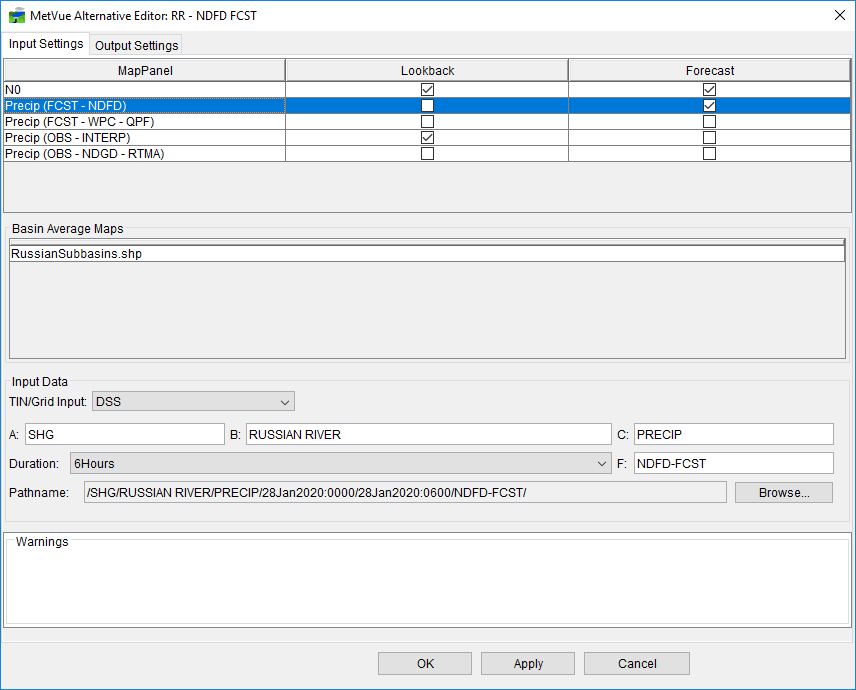 MetVue Alternative Editor: RR - NDFD FCST
Input Settings Output Settings
MapPanel Lookback Forecast
N0
Precip (FCST - NDFD)
Precip (FCST - WPC - QPF)
Precip (OBS - INTERP)
Precip (OBS - NDGD - RTMA)
Basin Average Maps
RussianSubbasins.shp
Input Data
TIN/Grid Input: DSS
A: SHG B: RUSSIAN RIVER C: PRECIP
Duration: 6Hours F: NDFD-FCST
Pathname: /SHG/RUSSIAN RIVER/PRECIP/28Jan2020:0000/28Jan2020:0600/NDFD-FCST/ Browse...
Warnings
OK Apply Cancel